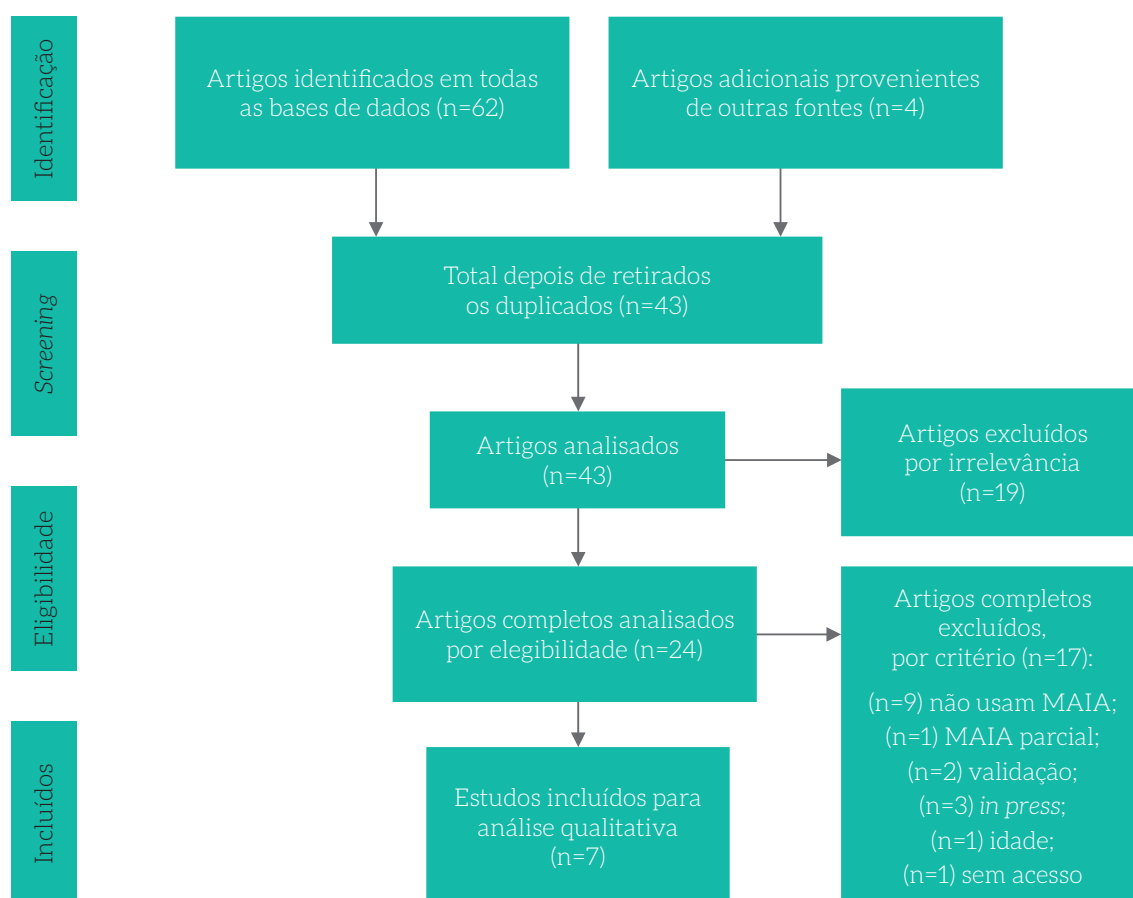 Identificação
Artigos identificados em todas
as bases de dados (n=62)
Artigos adicionais provenientes
de outras fontes (n=4)
Screening
Total depois de retirados
os duplicados (n=43)
Artigos analisados
(n=43)
Artigos excluídos
por irrelevância
(n=19)
Eligibilidade
Artigos completos analisados
por elegibilidade (n=24)
Artigos completos
excluídos,
por critério (n=17):
(n=9) não usam MAIA;
(n=1) MAIA parcial;
(n=2) validação;
(n=3) in press;
(n=1) idade;
(n=1) sem acesso
Incluídos
Estudos incluídos para
análise qualitativa
(n=7)